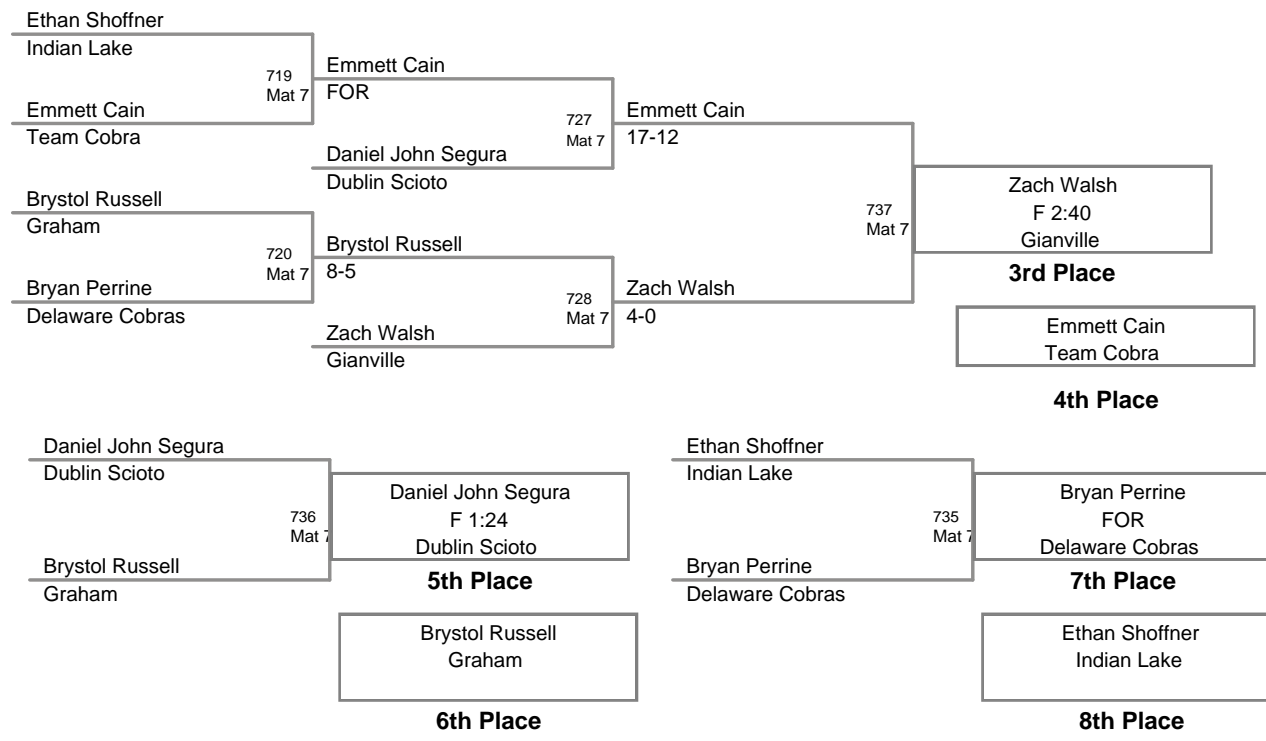 Ethan Shoffner
Indian Lake
719
Mat 7
Emmett Cain
Team Cobra
Emmett Cain
FOR
727
Mat 7
Daniel John Segura
Dublin Scioto
Emmett Cain
17-12
Brystol Russell
Graham
720
Mat 7
Bryan Perrine
Delaware Cobras
Brystol Russell
8-5
728
Mat 7
Zach Walsh
Gianville
Zach Walsh
4-0
737
Mat 7
Zach Walsh
F 2:40
Gianville
3rd Place
Emmett Cain
Team Cobra
4th Place
Daniel John Segura
Dublin Scioto
736
Mat 7
Brystol Russell
Graham
Daniel John Segura
F 1:24
Dublin Scioto
5th Place
Brystol Russell
Graham
6th Place
Ethan Shoffner
Indian Lake
735
Mat 7
Bryan Perrine
Delaware Cobras
Bryan Perrine
FOR
Delaware Cobras
7th Place
Ethan Shoffner
Indian Lake
8th Place